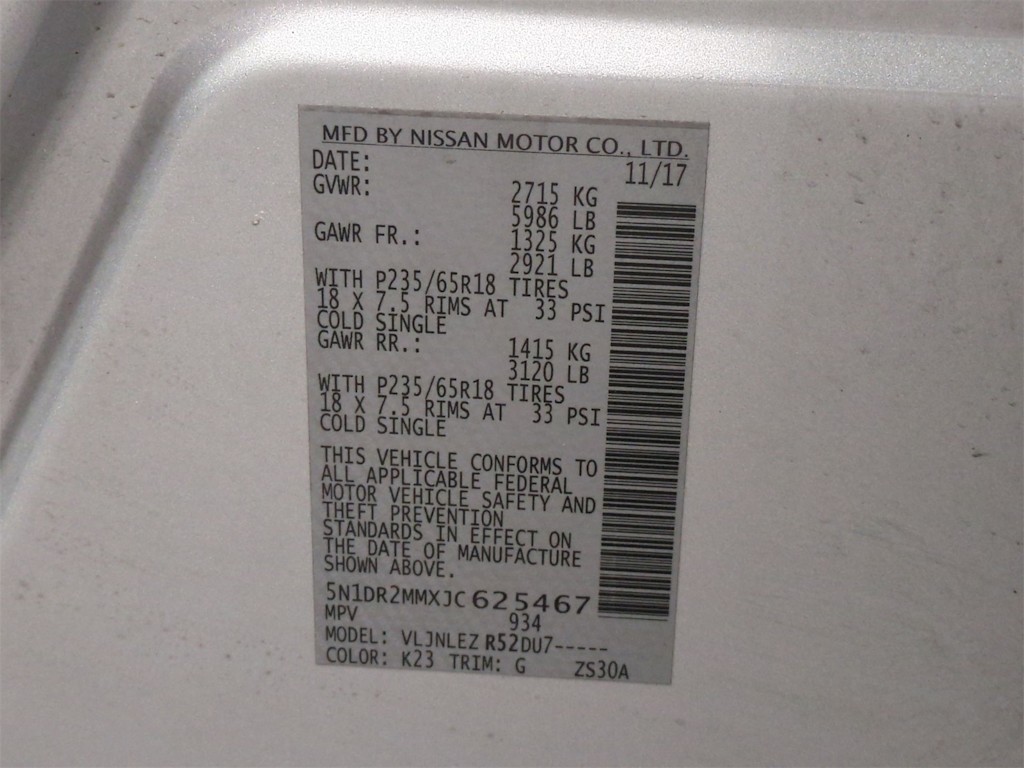 MFD BY NISSAN MOTOR CO., LTD.
DATE: 11/17
GVWR: 2715 KG
5986 LB
GAWR FR.: 1325 KG
2921 LB
WITH P235/65R18 TIRES
18 X 7.5 RIMS AT 33 PSI
COLD SINGLE
GAWR RR.: 1415 KG
3120 LB
WITH P235/65R18 TIRES
18 X 7.5 RIMS AT 33 PSI
COLD SINGLE
THIS VEHICLE CONFORMS TO
ALL APPLICABLE FEDERAL
MOTOR VEHICLE SAFETY AND
THEFT PREVENTION
STANDARDS IN EFFECT ON
THE DATE OF MANUFACTURE
SHOWN ABOVE.
5N1DR2MMXJC625467
MPV 934
MODEL: VLJNLEZ R52DU7-----
COLOR: K23 TRIM: G ZS30A